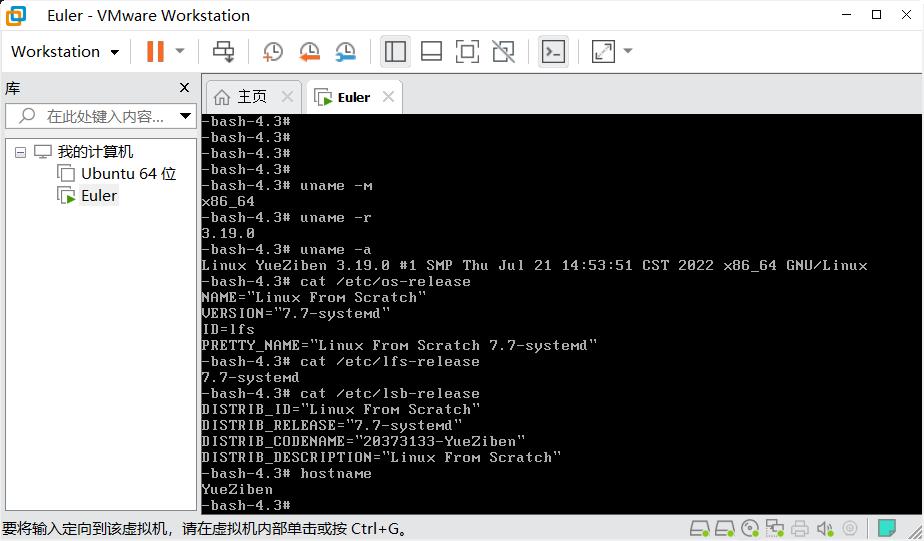 Euler - VMware Workstation
Workstation
库
主页
Euler
在此处键入内容...
我的计算机
Ubuntu 64 位
Euler
-bash-4.3#
-bash-4.3#
-bash-4.3#
-bash-4.3#
-bash-4.3# uname -m
x86_64
-bash-4.3# uname -r
3.19.0
-bash-4.3# uname -a
Linux YueZiben 3.19.0 #1 SMP Thu Jul 21 14:53:51 CST 2022 x86_64 GNU/Linux
-bash-4.3# cat /etc/os-release
NAME="Linux From Scratch"
VERSION="7.7-systemd"
ID=lfs
PRETTY_NAME="Linux From Scratch 7.7-systemd"
-bash-4.3# cat /etc/lfs-release
7.7-systemd
-bash-4.3# cat /etc/lsb-release
DISTRIB_ID="Linux From Scratch"
DISTRIB_RELEASE="7.7-systemd"
DISTRIB_CODENAME="20373133-YueZiben"
DISTRIB_DESCRIPTION="Linux From Scratch"
-bash-4.3# hostname
YueZiben
-bash-4.3#
要将输入定向到该虚拟机，请在虚拟机内部单击或按 Ctrl+G。